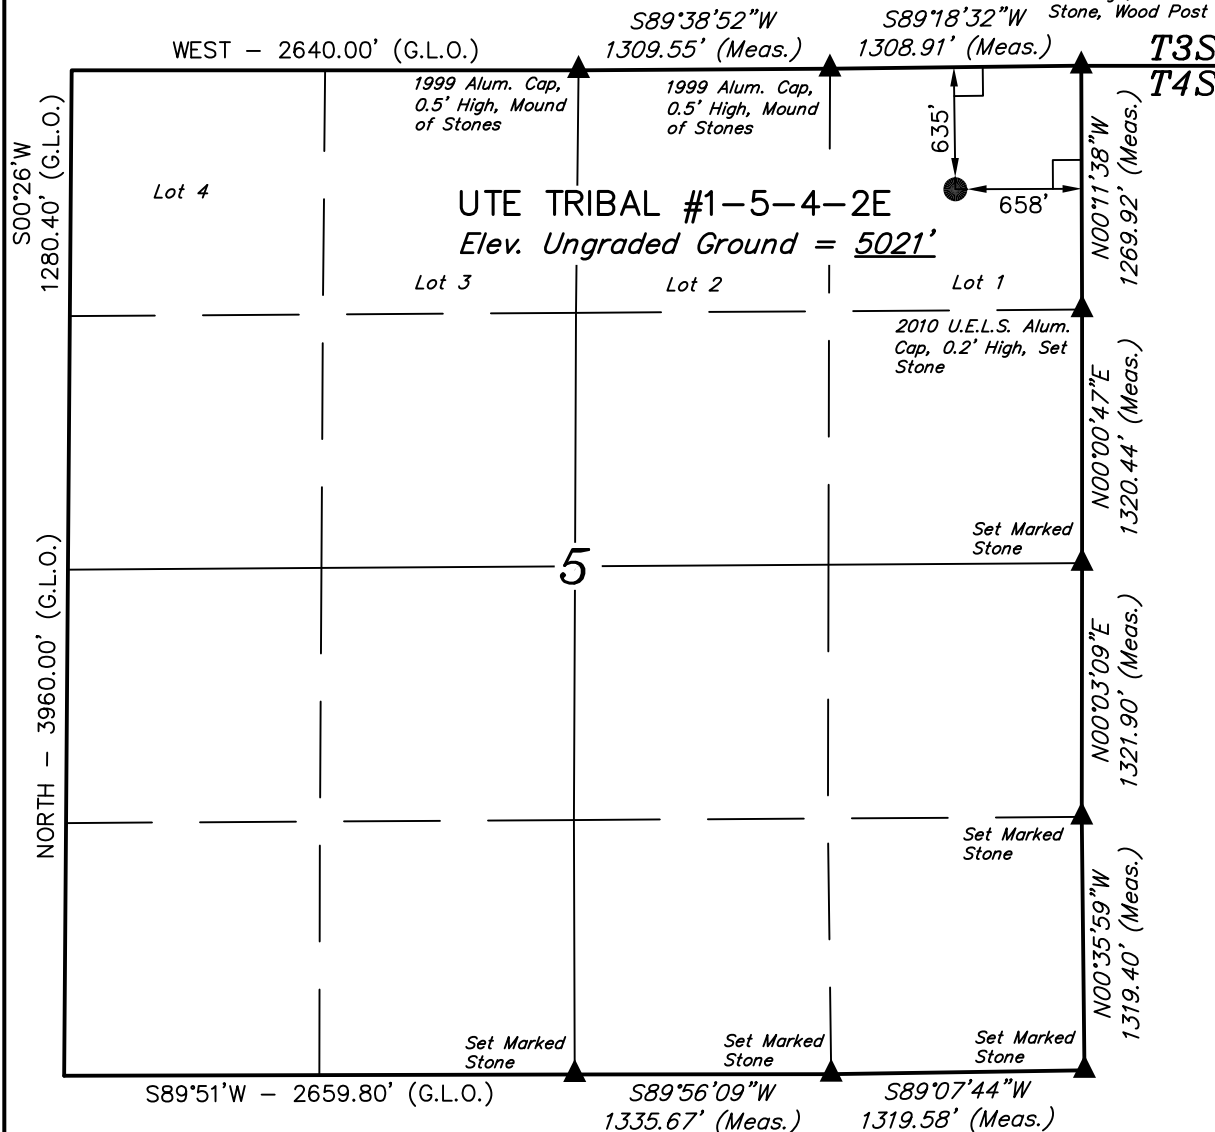 Stone, Wood Post
S89°38'52"W
S89°18'32"W
WEST – 2640.00' (G.L.O.)
1309.55' (Meas.)
1308.91' (Meas.)
T3S
T4S
1999 Alum. Cap,
0.5' High, Mound
of Stones
1999 Alum. Cap,
0.5' High, Mound
of Stones
S00°26'W
1280.40' (G.L.O.)
635'
658'
N00°11'38"W
1269.92' (Meas.)
Lot 4
UTE TRIBAL #1-5-4-2E
Elev. Ungraded Ground = 5021'
Lot 3
Lot 2
Lot 1
2010 U.E.L.S. Alum.
Cap, 0.2' High, Set
Stone
N00°00'47"E
1320.44' (Meas.)
Set Marked
Stone
5
NORTH – 3960.00' (G.L.O.)
N00°03'09"E
1321.90' (Meas.)
Set Marked
Stone
N00°35'59"W
1319.40' (Meas.)
Set Marked
Stone
Set Marked
Stone
Set Marked
Stone
S89°51'W – 2659.80' (G.L.O.)
S89°56'09"W
1335.67' (Meas.)
S89°07'44"W
1319.58' (Meas.)